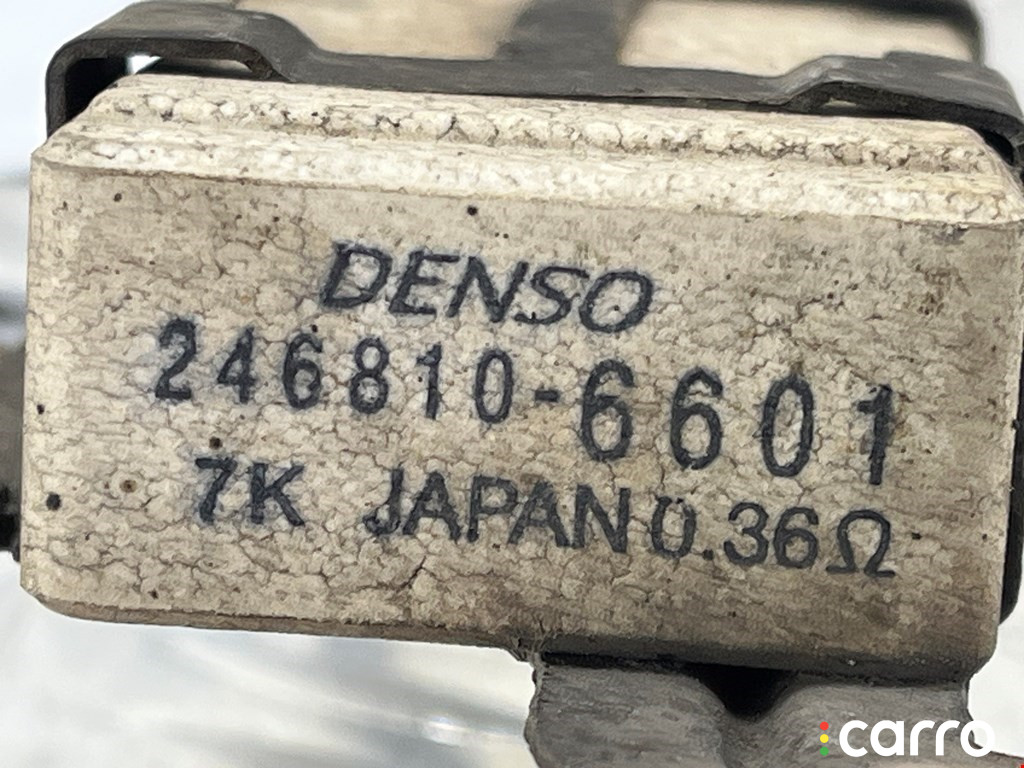 DENSO
246810-6601
7K JAPAN 0.36Ω
carro